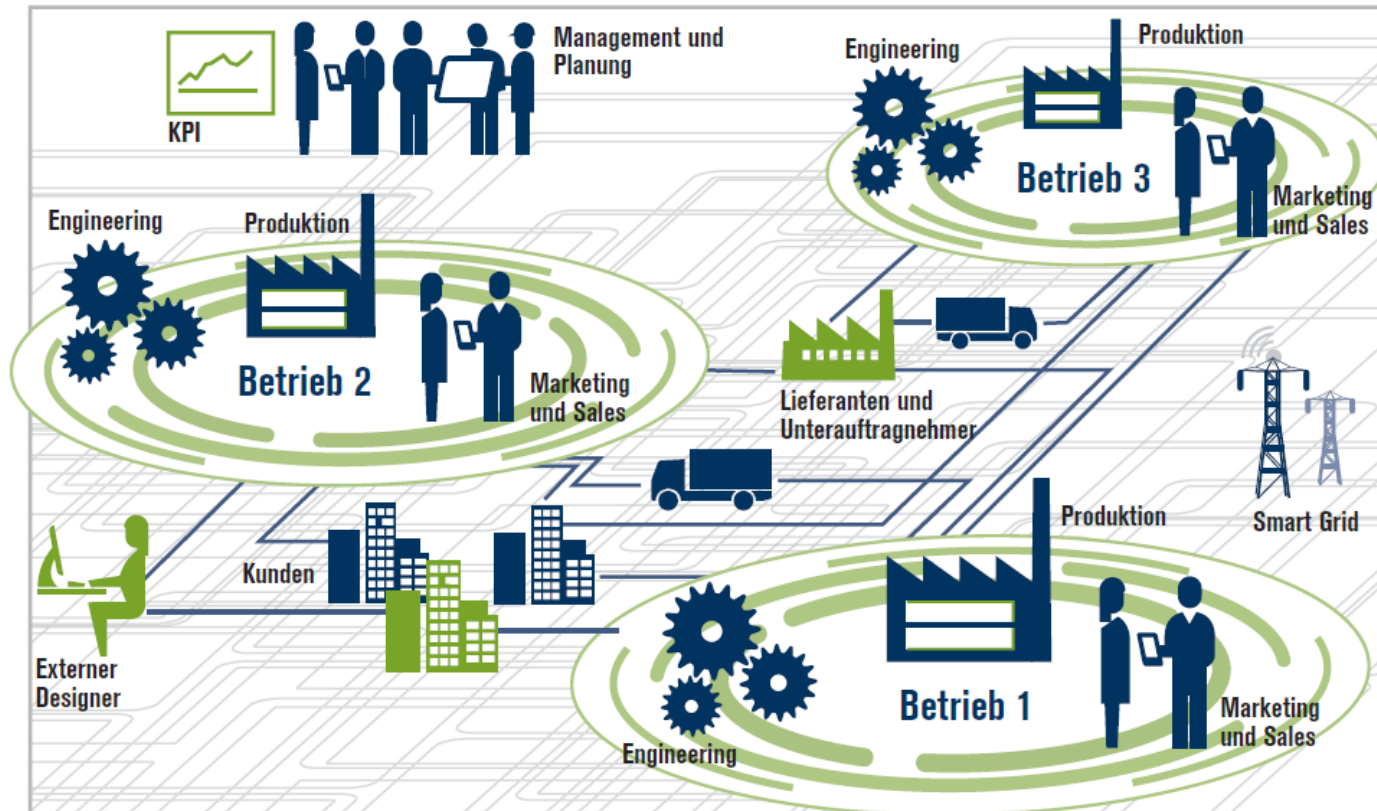 Management und
Planung
KPI
Engineering
Produktion
Betrieb 3
Marketing
und Sales
Engineering
Produktion
Betrieb 2
Marketing
und Sales
Lieferanten und
Unterauftragnehmer
Smart Grid
Kunden
Externer
Designer
Produktion
Betrieb 1
Engineering
Marketing
und Sales